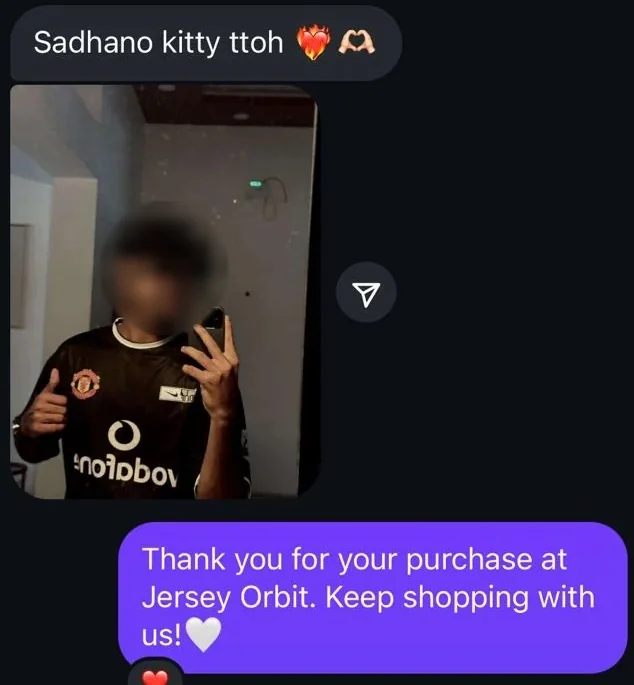 Sadhano kitty ttoh ❤️‍🔥 🫶🏻
vodafone
Thank you for your purchase at
Jersey Orbit. Keep shopping with
us!🤍